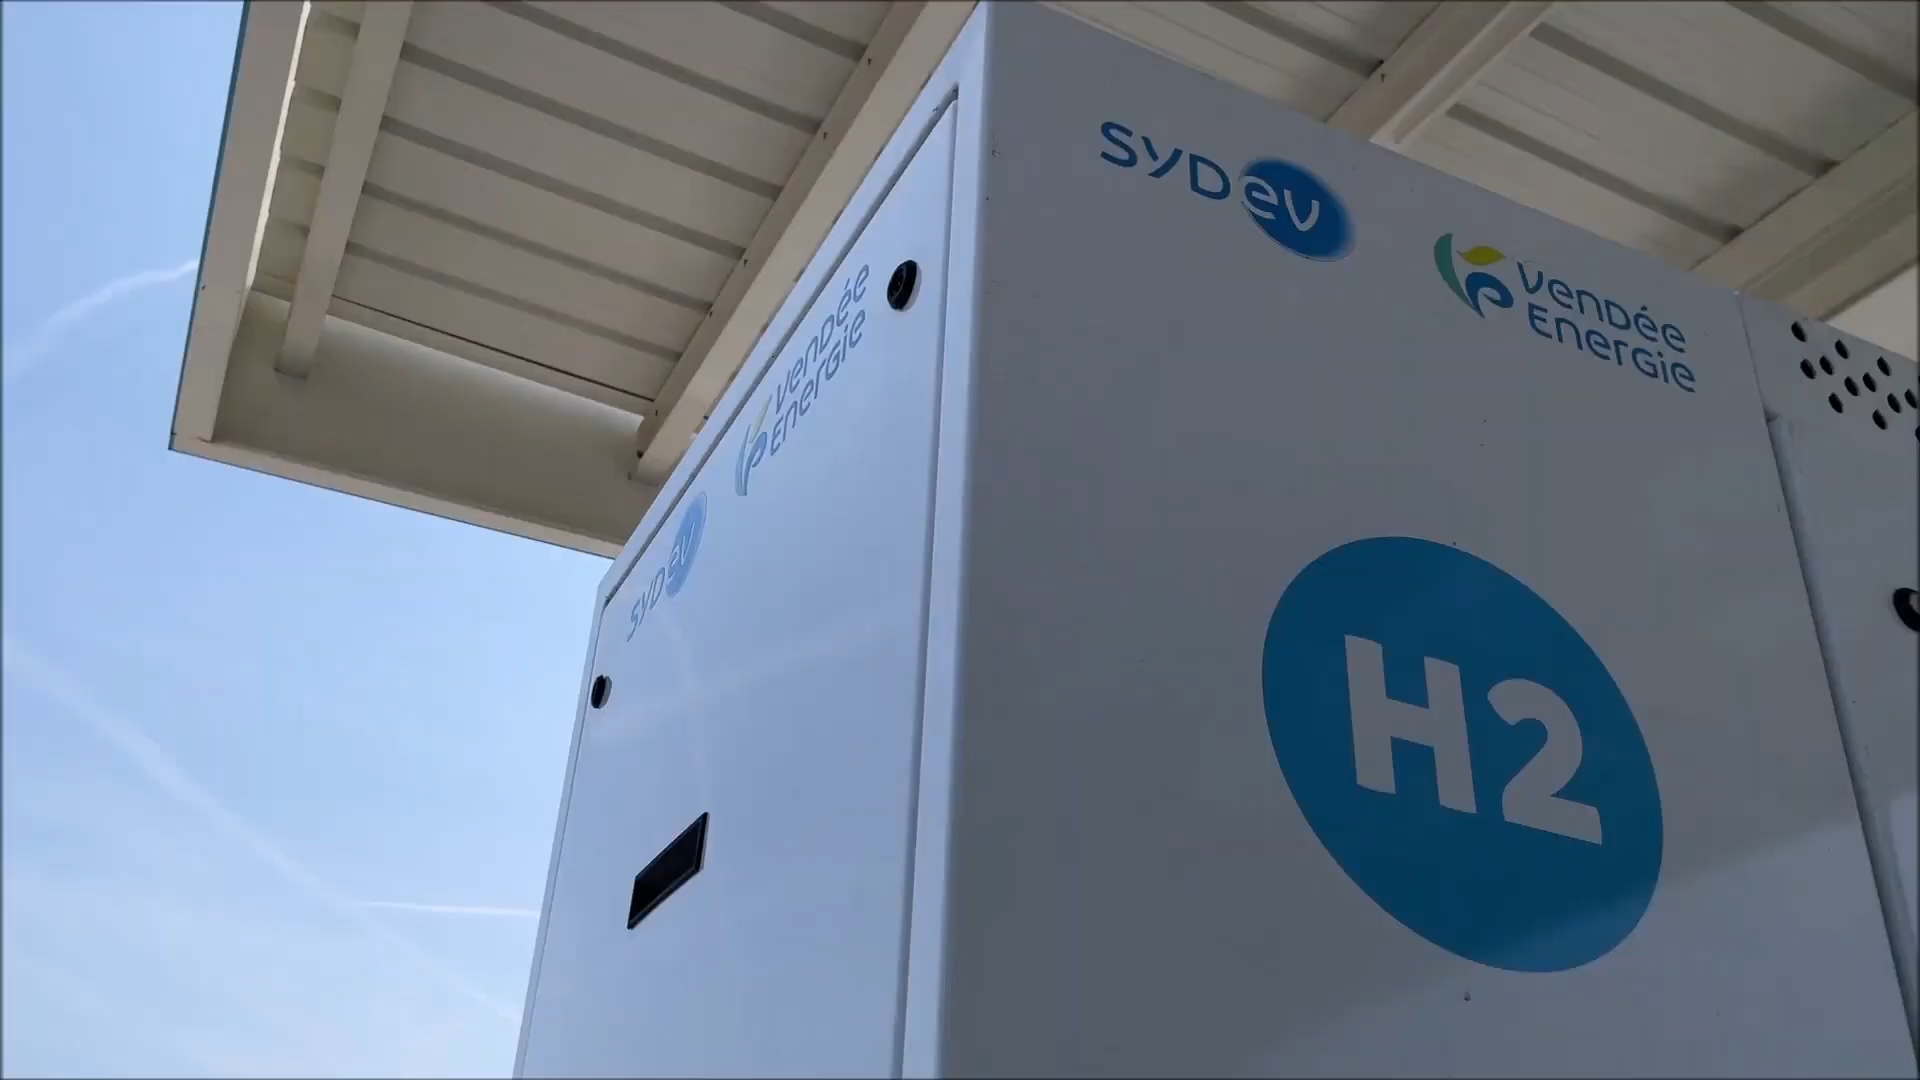 SYDEV
Vendée
Energie
Vendée
Energie
SYDEV
H2